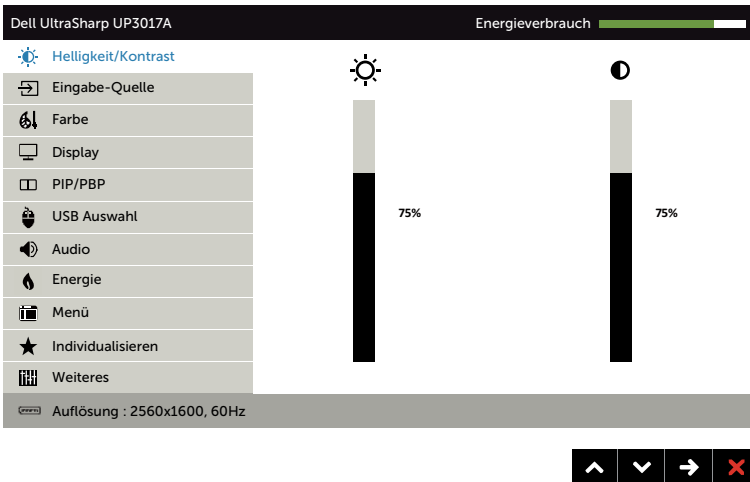 Dell UltraSharp UP3017A
Energieverbrauch
Helligkeit/Kontrast
Eingabe-Quelle
Farbe
Display
PIP/PBP
USB Auswahl
Audio
Energie
Menü
Individualisieren
Weiteres
75%
75%
Auflösung : 2560x1600, 60Hz